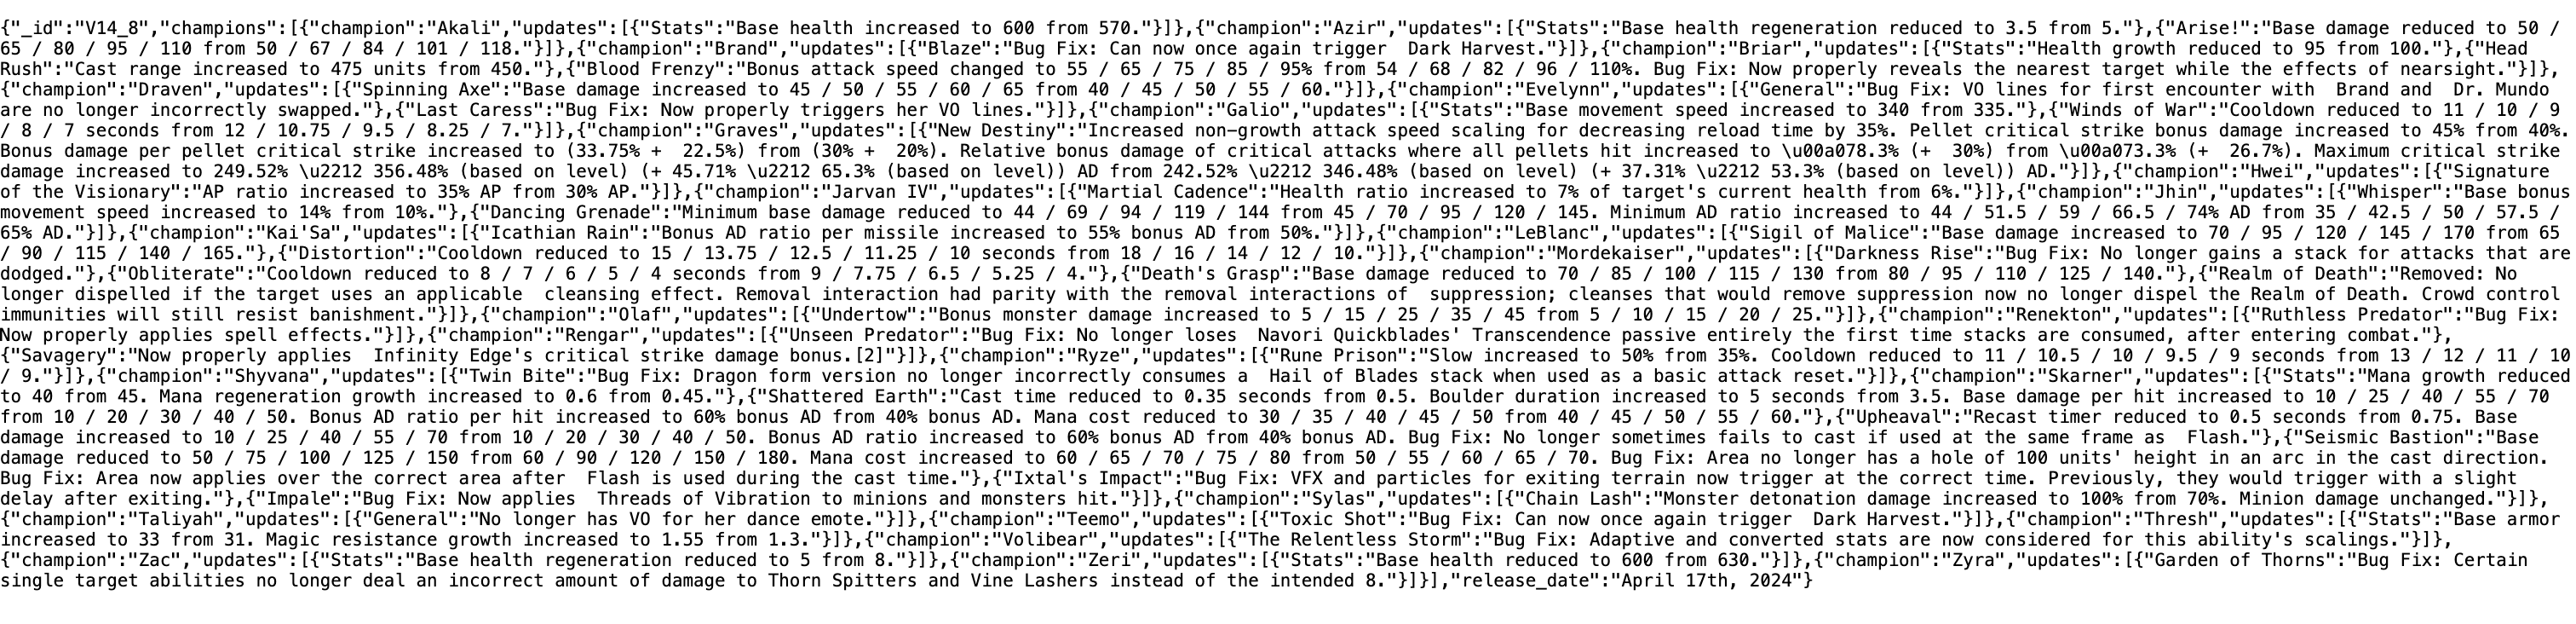 {"_id":"V14_8","champions":[{"champion":"Akali","updates":[{"Stats":"Base health increased to 600 from 570."}]},{"champion":"Azir","updates":[{"Stats":"Base health regeneration reduced to 3.5 from 5."},{"Arise!":"Base damage reduced to 50 /
65 / 80 / 95 / 110 from 50 / 67 / 84 / 101 / 118."}]},{"champion":"Brand","updates":[{"Blaze":"Bug Fix: Can now once again trigger  Dark Harvest."}]},{"champion":"Briar","updates":[{"Stats":"Health growth reduced to 95 from 100."},{"Head
Rush":"Cast range increased to 475 units from 450."},{"Blood Frenzy":"Bonus attack speed changed to 55 / 65 / 75 / 85 / 95% from 54 / 68 / 82 / 96 / 110%. Bug Fix: Now properly reveals the nearest target while the effects of nearsight."}]},
{"champion":"Draven","updates":[{"Spinning Axe":"Base damage increased to 45 / 50 / 55 / 60 / 65 from 40 / 45 / 50 / 55 / 60."}]},{"champion":"Evelynn","updates":[{"General":"Bug Fix: VO lines for first encounter with  Brand and  Dr. Mundo
are no longer incorrectly swapped."},{"Last Caress":"Bug Fix: Now properly triggers her VO lines."}]},{"champion":"Galio","updates":[{"Stats":"Base movement speed increased to 340 from 335."},{"Winds of War":"Cooldown reduced to 11 / 10 / 9
/ 8 / 7 seconds from 12 / 10.75 / 9.5 / 8.25 / 7."}]},{"champion":"Graves","updates":[{"New Destiny":"Increased non-growth attack speed scaling for decreasing reload time by 35%. Pellet critical strike bonus damage increased to 45% from 40%.
Bonus damage per pellet critical strike increased to (33.75% +  22.5%) from (30% +  20%). Relative bonus damage of critical attacks where all pellets hit increased to \u00a078.3% (+  30%) from \u00a073.3% (+  26.7%). Maximum critical strike
damage increased to 249.52% \u2212 356.48% (based on level) (+ 45.71% \u2212 65.3% (based on level)) AD from 242.52% \u2212 346.48% (based on level) (+ 37.31% \u2212 53.3% (based on level)) AD."}]},{"champion":"Hwei","updates":[{"Signature
of the Visionary":"AP ratio increased to 35% AP from 30% AP."}]},{"champion":"Jarvan IV","updates":[{"Martial Cadence":"Health ratio increased to 7% of target's current health from 6%."}]},{"champion":"Jhin","updates":[{"Whisper":"Base bonus
movement speed increased to 14% from 10%."},{"Dancing Grenade":"Minimum base damage reduced to 44 / 69 / 94 / 119 / 144 from 45 / 70 / 95 / 120 / 145. Minimum AD ratio increased to 44 / 51.5 / 59 / 66.5 / 74% AD from 35 / 42.5 / 50 / 57.5 /
65% AD."}]},{"champion":"Kai'Sa","updates":[{"Icathian Rain":"Bonus AD ratio per missile increased to 55% bonus AD from 50%."}]},{"champion":"LeBlanc","updates":[{"Sigil of Malice":"Base damage increased to 70 / 95 / 120 / 145 / 170 from 65
/ 90 / 115 / 140 / 165."},{"Distortion":"Cooldown reduced to 15 / 13.75 / 12.5 / 11.25 / 10 seconds from 18 / 16 / 14 / 12 / 10."}]},{"champion":"Mordekaiser","updates":[{"Darkness Rise":"Bug Fix: No longer gains a stack for attacks that are
dodged."},{"Obliterate":"Cooldown reduced to 8 / 7 / 6 / 5 / 4 seconds from 9 / 7.75 / 6.5 / 5.25 / 4."},{"Death's Grasp":"Base damage reduced to 70 / 85 / 100 / 115 / 130 from 80 / 95 / 110 / 125 / 140."},{"Realm of Death":"Removed: No
longer dispelled if the target uses an applicable  cleansing effect. Removal interaction had parity with the removal interactions of  suppression; cleanses that would remove suppression now no longer dispel the Realm of Death. Crowd control
immunities will still resist banishment."}]},{"champion":"Olaf","updates":[{"Undertow":"Bonus monster damage increased to 5 / 15 / 25 / 35 / 45 from 5 / 10 / 15 / 20 / 25."}]},{"champion":"Renekton","updates":[{"Ruthless Predator":"Bug Fix:
Now properly applies spell effects."}]},{"champion":"Rengar","updates":[{"Unseen Predator":"Bug Fix: No longer loses  Navori Quickblades' Transcendence passive entirely the first time stacks are consumed, after entering combat."},
{"Savagery":"Now properly applies  Infinity Edge's critical strike damage bonus.[2]"}]},{"champion":"Ryze","updates":[{"Rune Prison":"Slow increased to 50% from 35%. Cooldown reduced to 11 / 10.5 / 10 / 9.5 / 9 seconds from 13 / 12 / 11 / 10
/ 9."}]},{"champion":"Shyvana","updates":[{"Twin Bite":"Bug Fix: Dragon form version no longer incorrectly consumes a  Hail of Blades stack when used as a basic attack reset."}]},{"champion":"Skarner","updates":[{"Stats":"Mana growth reduced
to 40 from 45. Mana regeneration growth increased to 0.6 from 0.45."},{"Shattered Earth":"Cast time reduced to 0.35 seconds from 0.5. Boulder duration increased to 5 seconds from 3.5. Base damage per hit increased to 10 / 25 / 40 / 55 / 70
from 10 / 20 / 30 / 40 / 50. Bonus AD ratio per hit increased to 60% bonus AD from 40% bonus AD. Mana cost reduced to 30 / 35 / 40 / 45 / 50 from 40 / 45 / 50 / 55 / 60."},{"Upheaval":"Recast timer reduced to 0.5 seconds from 0.75. Base
damage increased to 10 / 25 / 40 / 55 / 70 from 10 / 20 / 30 / 40 / 50. Bonus AD ratio increased to 60% bonus AD from 40% bonus AD. Bug Fix: No longer sometimes fails to cast if used at the same frame as  Flash."},{"Seismic Bastion":"Base
damage reduced to 50 / 75 / 100 / 125 / 150 from 60 / 90 / 120 / 150 / 180. Mana cost increased to 60 / 65 / 70 / 75 / 80 from 50 / 55 / 60 / 65 / 70. Bug Fix: Area no longer has a hole of 100 units' height in an arc in the cast direction.
Bug Fix: Area now applies over the correct area after  Flash is used during the cast time."},{"Ixtal's Impact":"Bug Fix: VFX and particles for exiting terrain now trigger at the correct time. Previously, they would trigger with a slight
delay after exiting."},{"Impale":"Bug Fix: Now applies  Threads of Vibration to minions and monsters hit."}]},{"champion":"Sylas","updates":[{"Chain Lash":"Monster detonation damage increased to 100% from 70%. Minion damage unchanged."}]},
{"champion":"Taliyah","updates":[{"General":"No longer has VO for her dance emote."}]},{"champion":"Teemo","updates":[{"Toxic Shot":"Bug Fix: Can now once again trigger  Dark Harvest."}]},{"champion":"Thresh","updates":[{"Stats":"Base armor
increased to 33 from 31. Magic resistance growth increased to 1.55 from 1.3."}]},{"champion":"Volibear","updates":[{"The Relentless Storm":"Bug Fix: Adaptive and converted stats are now considered for this ability's scalings."}]},
{"champion":"Zac","updates":[{"Stats":"Base health regeneration reduced to 5 from 8."}]},{"champion":"Zeri","updates":[{"Stats":"Base health reduced to 600 from 630."}]},{"champion":"Zyra","updates":[{"Garden of Thorns":"Bug Fix: Certain
single target abilities no longer deal an incorrect amount of damage to Thorn Spitters and Vine Lashers instead of the intended 8."}]}],"release_date":"April 17th, 2024"}